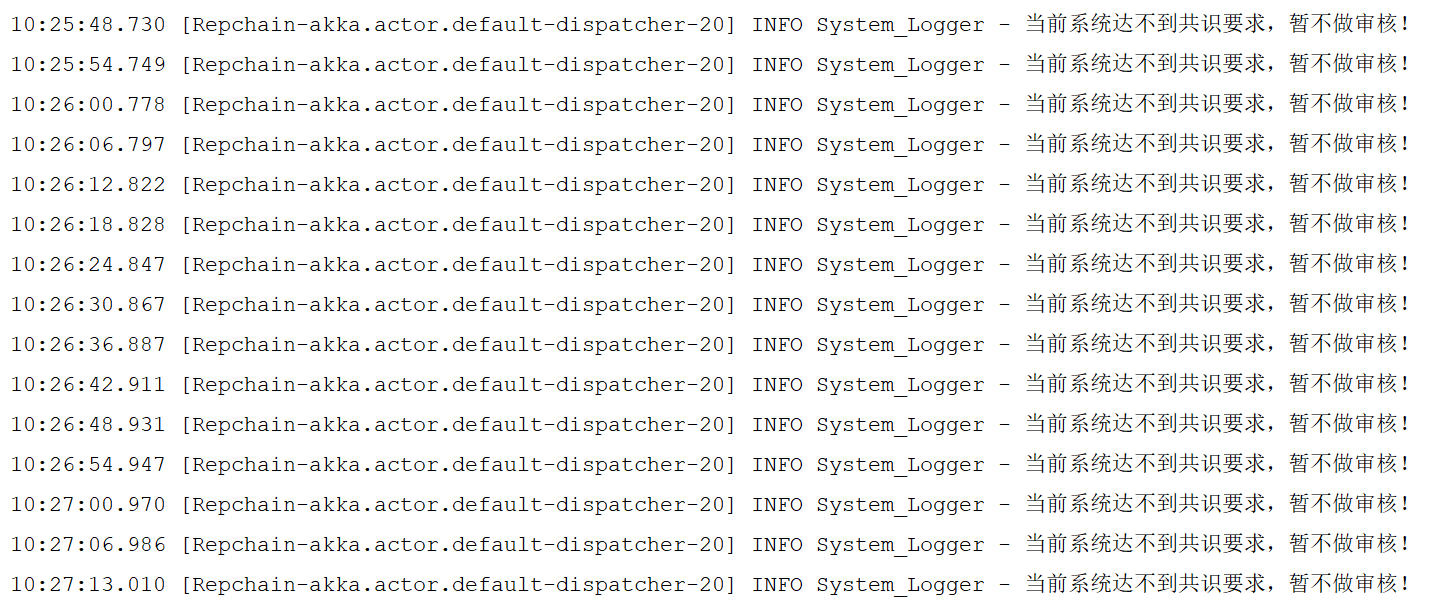 10:25:48.730 [Repchain-akka.actor.default-dispatcher-20] INFO System_Logger - 当前系统达不到共识要求，暂不做审核！
10:25:54.749 [Repchain-akka.actor.default-dispatcher-20] INFO System_Logger - 当前系统达不到共识要求，暂不做审核！
10:26:00.778 [Repchain-akka.actor.default-dispatcher-20] INFO System_Logger - 当前系统达不到共识要求，暂不做审核！
10:26:06.797 [Repchain-akka.actor.default-dispatcher-20] INFO System_Logger - 当前系统达不到共识要求，暂不做审核！
10:26:12.822 [Repchain-akka.actor.default-dispatcher-20] INFO System_Logger - 当前系统达不到共识要求，暂不做审核！
10:26:18.828 [Repchain-akka.actor.default-dispatcher-20] INFO System_Logger - 当前系统达不到共识要求，暂不做审核！
10:26:24.847 [Repchain-akka.actor.default-dispatcher-20] INFO System_Logger - 当前系统达不到共识要求，暂不做审核！
10:26:30.867 [Repchain-akka.actor.default-dispatcher-20] INFO System_Logger - 当前系统达不到共识要求，暂不做审核！
10:26:36.887 [Repchain-akka.actor.default-dispatcher-20] INFO System_Logger - 当前系统达不到共识要求，暂不做审核！
10:26:42.911 [Repchain-akka.actor.default-dispatcher-20] INFO System_Logger - 当前系统达不到共识要求，暂不做审核！
10:26:48.931 [Repchain-akka.actor.default-dispatcher-20] INFO System_Logger - 当前系统达不到共识要求，暂不做审核！
10:26:54.947 [Repchain-akka.actor.default-dispatcher-20] INFO System_Logger - 当前系统达不到共识要求，暂不做审核！
10:27:00.970 [Repchain-akka.actor.default-dispatcher-20] INFO System_Logger - 当前系统达不到共识要求，暂不做审核！
10:27:06.986 [Repchain-akka.actor.default-dispatcher-20] INFO System_Logger - 当前系统达不到共识要求，暂不做审核！
10:27:13.010 [Repchain-akka.actor.default-dispatcher-20] INFO System_Logger - 当前系统达不到共识要求，暂不做审核！